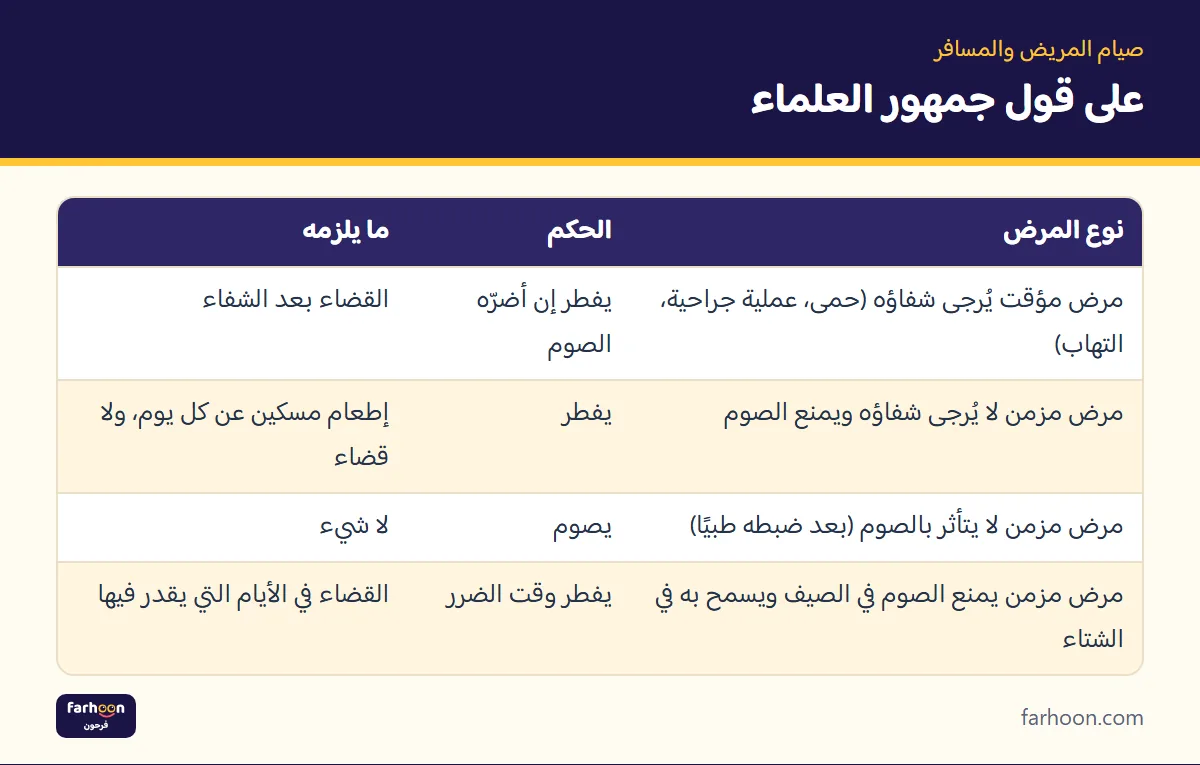 صيام المريض والمسافر
على قول جمهور العلماء
نوع المرض الحكم ما يلزمه
مرض مؤقت يُرجى شفاؤه (حمى، عملية جراحية، يفطر إن أضرّه القضاء بعد الشفاء
التهاب) الصوم
مرض مزمن لا يُرجى شفاؤه ويمنع الصوم يفطر إطعام مسكين عن كل يوم، ولا
قضاء
مرض مزمن لا يتأثر بالصوم (بعد ضبطه طبيًا) يصوم لا شيء
مرض مزمن يمنع الصوم في الصيف ويسمح به في يفطر وقت الضرر القضاء في الأيام التي يقدر فيها
الشتاء
farhoon.com
farhoon
فرحون